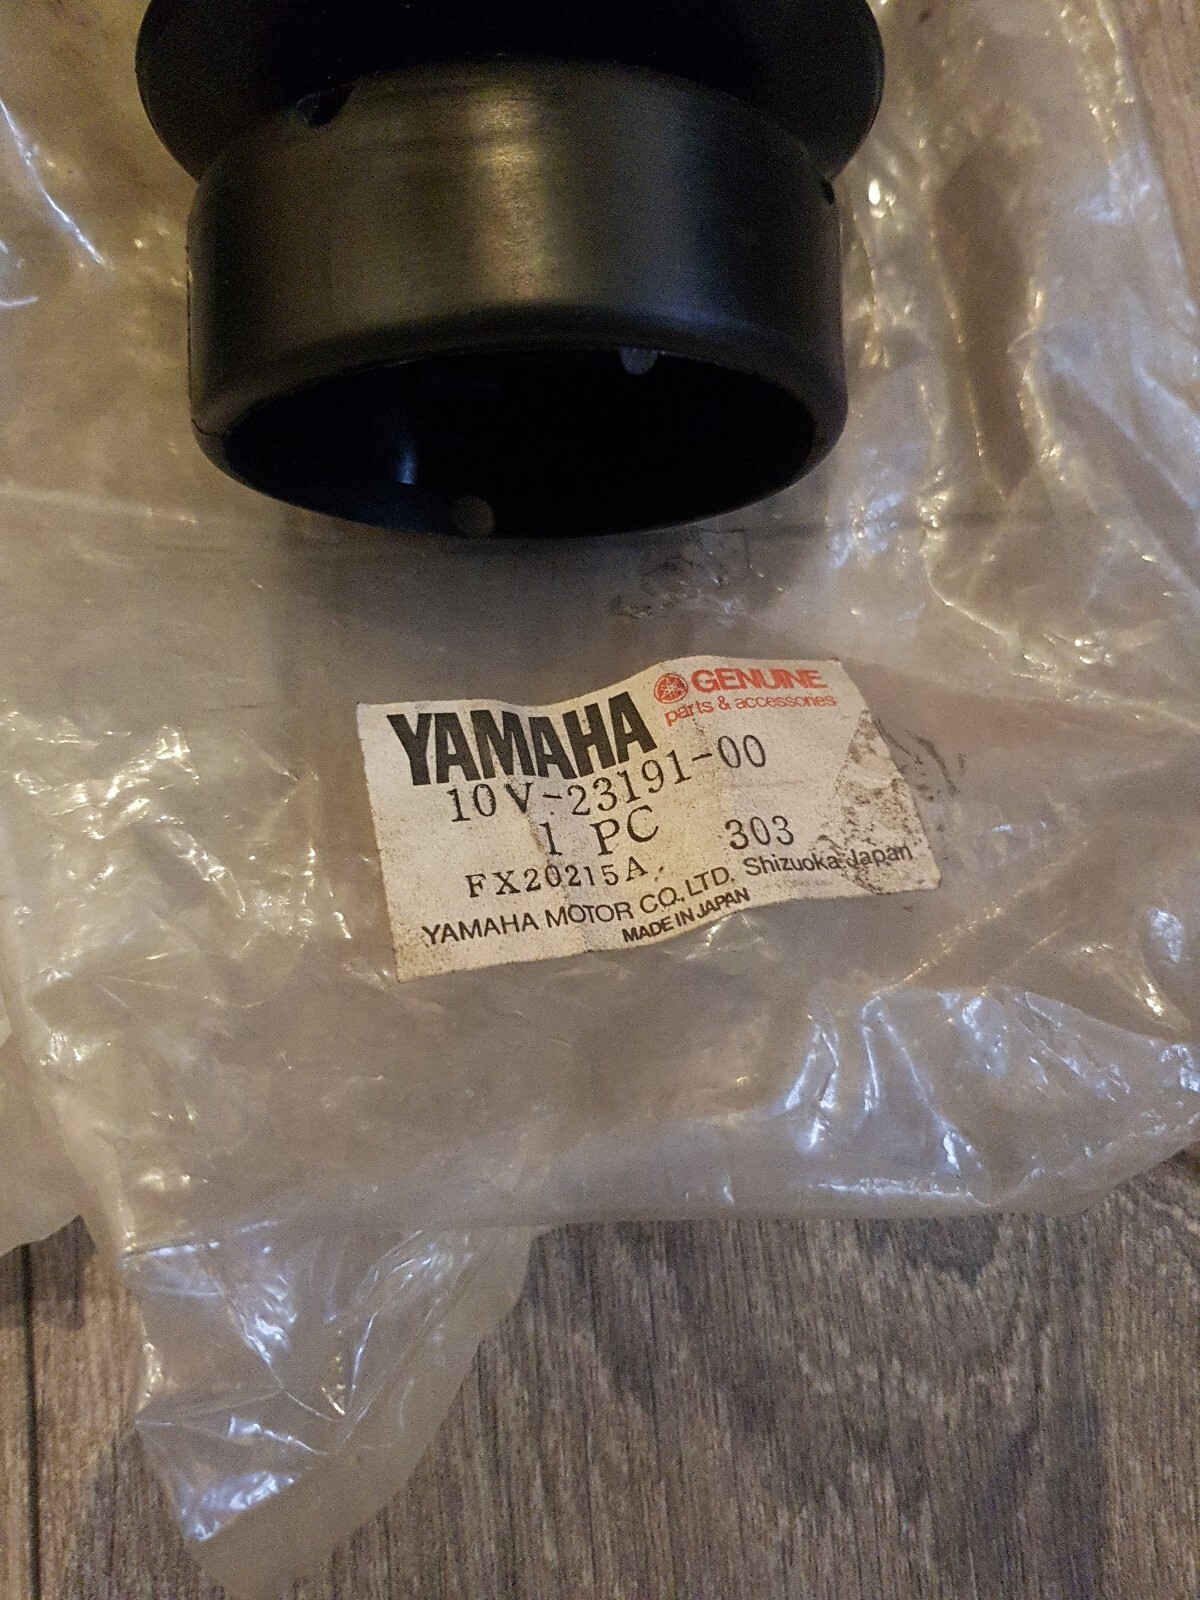 YAMAHA GENUINE
parts & accessories
10V-23191-00
1 PC 303
FX20215A
YAMAHA MOTOR CO., LTD. Shizuoka Japan
MADE IN JAPAN